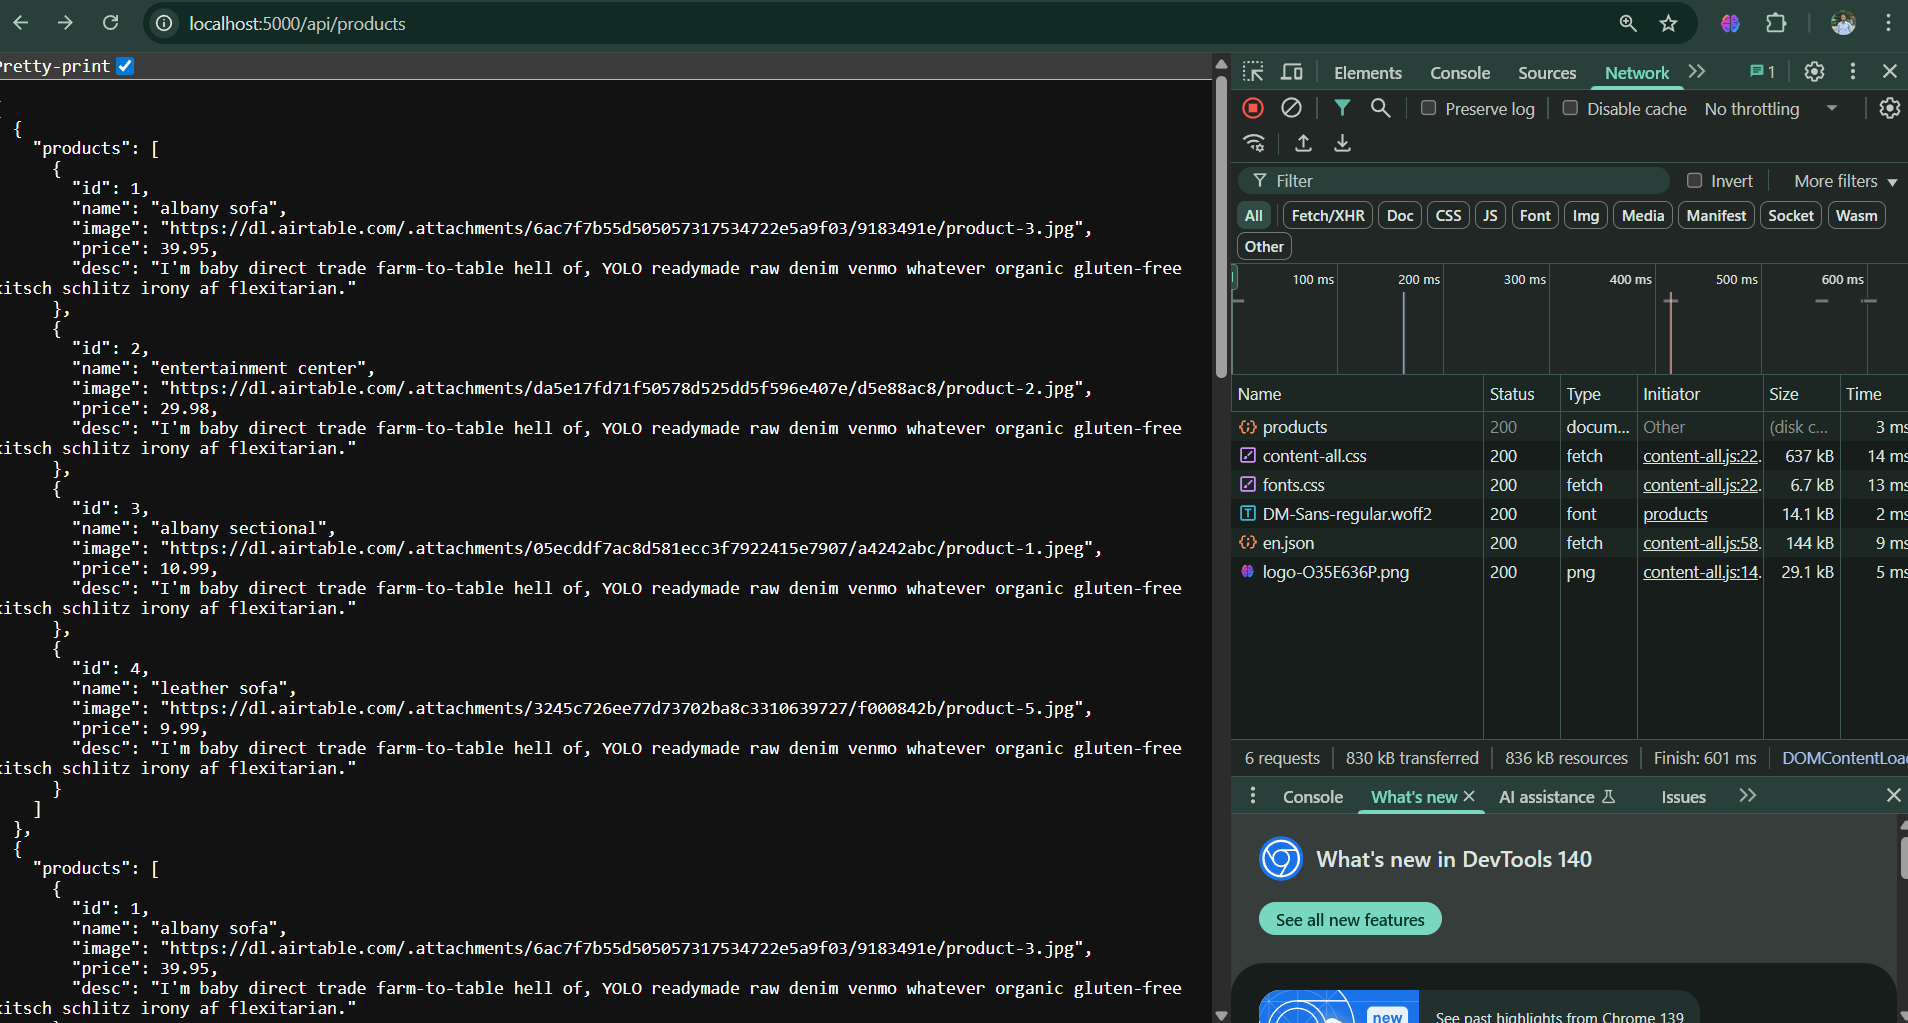 localhost:5000/api/products
Pretty-print
{
"products": [
{
"id": 1,
"name": "albany sofa",
"image": "https://dl.airtable.com/.attachments/6ac7f7b55d505057317534722e5a9f03/9183491e/product-3.jpg",
"price": 39.95,
"desc": "I'm baby direct trade farm-to-table hell of, YOLO readymade raw denim venmo whatever organic gluten-free
kitsch schlitz irony af flexitarian."
},
{
"id": 2,
"name": "entertainment center",
"image": "https://dl.airtable.com/.attachments/da5e17fd71f50578d525dd5f596e407e/d5e88ac8/product-2.jpg",
"price": 29.98,
"desc": "I'm baby direct trade farm-to-table hell of, YOLO readymade raw denim venmo whatever organic gluten-free
kitsch schlitz irony af flexitarian."
},
{
"id": 3,
"name": "albany sectional",
"image": "https://dl.airtable.com/.attachments/05ecddf7ac8d581ecc3f7922415e7907/a4242abc/product-1.jpeg",
"price": 10.99,
"desc": "I'm baby direct trade farm-to-table hell of, YOLO readymade raw denim venmo whatever organic gluten-free
kitsch schlitz irony af flexitarian."
},
{
"id": 4,
"name": "leather sofa",
"image": "https://dl.airtable.com/.attachments/3245c726ee77d73702ba8c3310639727/f000842b/product-5.jpg",
"price": 9.99,
"desc": "I'm baby direct trade farm-to-table hell of, YOLO readymade raw denim venmo whatever organic gluten-free
kitsch schlitz irony af flexitarian."
}
]
},
{
"products": [
{
"id": 1,
"name": "albany sofa",
"image": "https://dl.airtable.com/.attachments/6ac7f7b55d505057317534722e5a9f03/9183491e/product-3.jpg",
"price": 39.95,
"desc": "I'm baby direct trade farm-to-table hell of, YOLO readymade raw denim venmo whatever organic gluten-free
kitsch schlitz irony af flexitarian."
Elements Console Sources Network 1
Preserve log Disable cache No throttling
Filter Invert More filters
All Fetch/XHR Doc CSS JS Font Img Media Manifest Socket Wasm
Other
100 ms 200 ms 300 ms 400 ms 500 ms 600 ms
Name Status Type Initiator Size Time
products 200 docum... Other (disk c... 3 ms
content-all.css 200 fetch content-all.js:22. 637 kB 14 ms
fonts.css 200 fetch content-all.js:22. 6.7 kB 13 ms
DM-Sans-regular.woff2 200 font products 14.1 kB 2 ms
en.json 200 fetch content-all.js:58. 144 kB 9 ms
logo-O35E636P.png 200 png content-all.js:14. 29.1 kB 5 ms
6 requests 830 kB transferred 836 kB resources Finish: 601 ms DOMContentLoa
Console What's new AI assistance Issues
What's new in DevTools 140
See all new features
new
See past highlights from Chrome 139